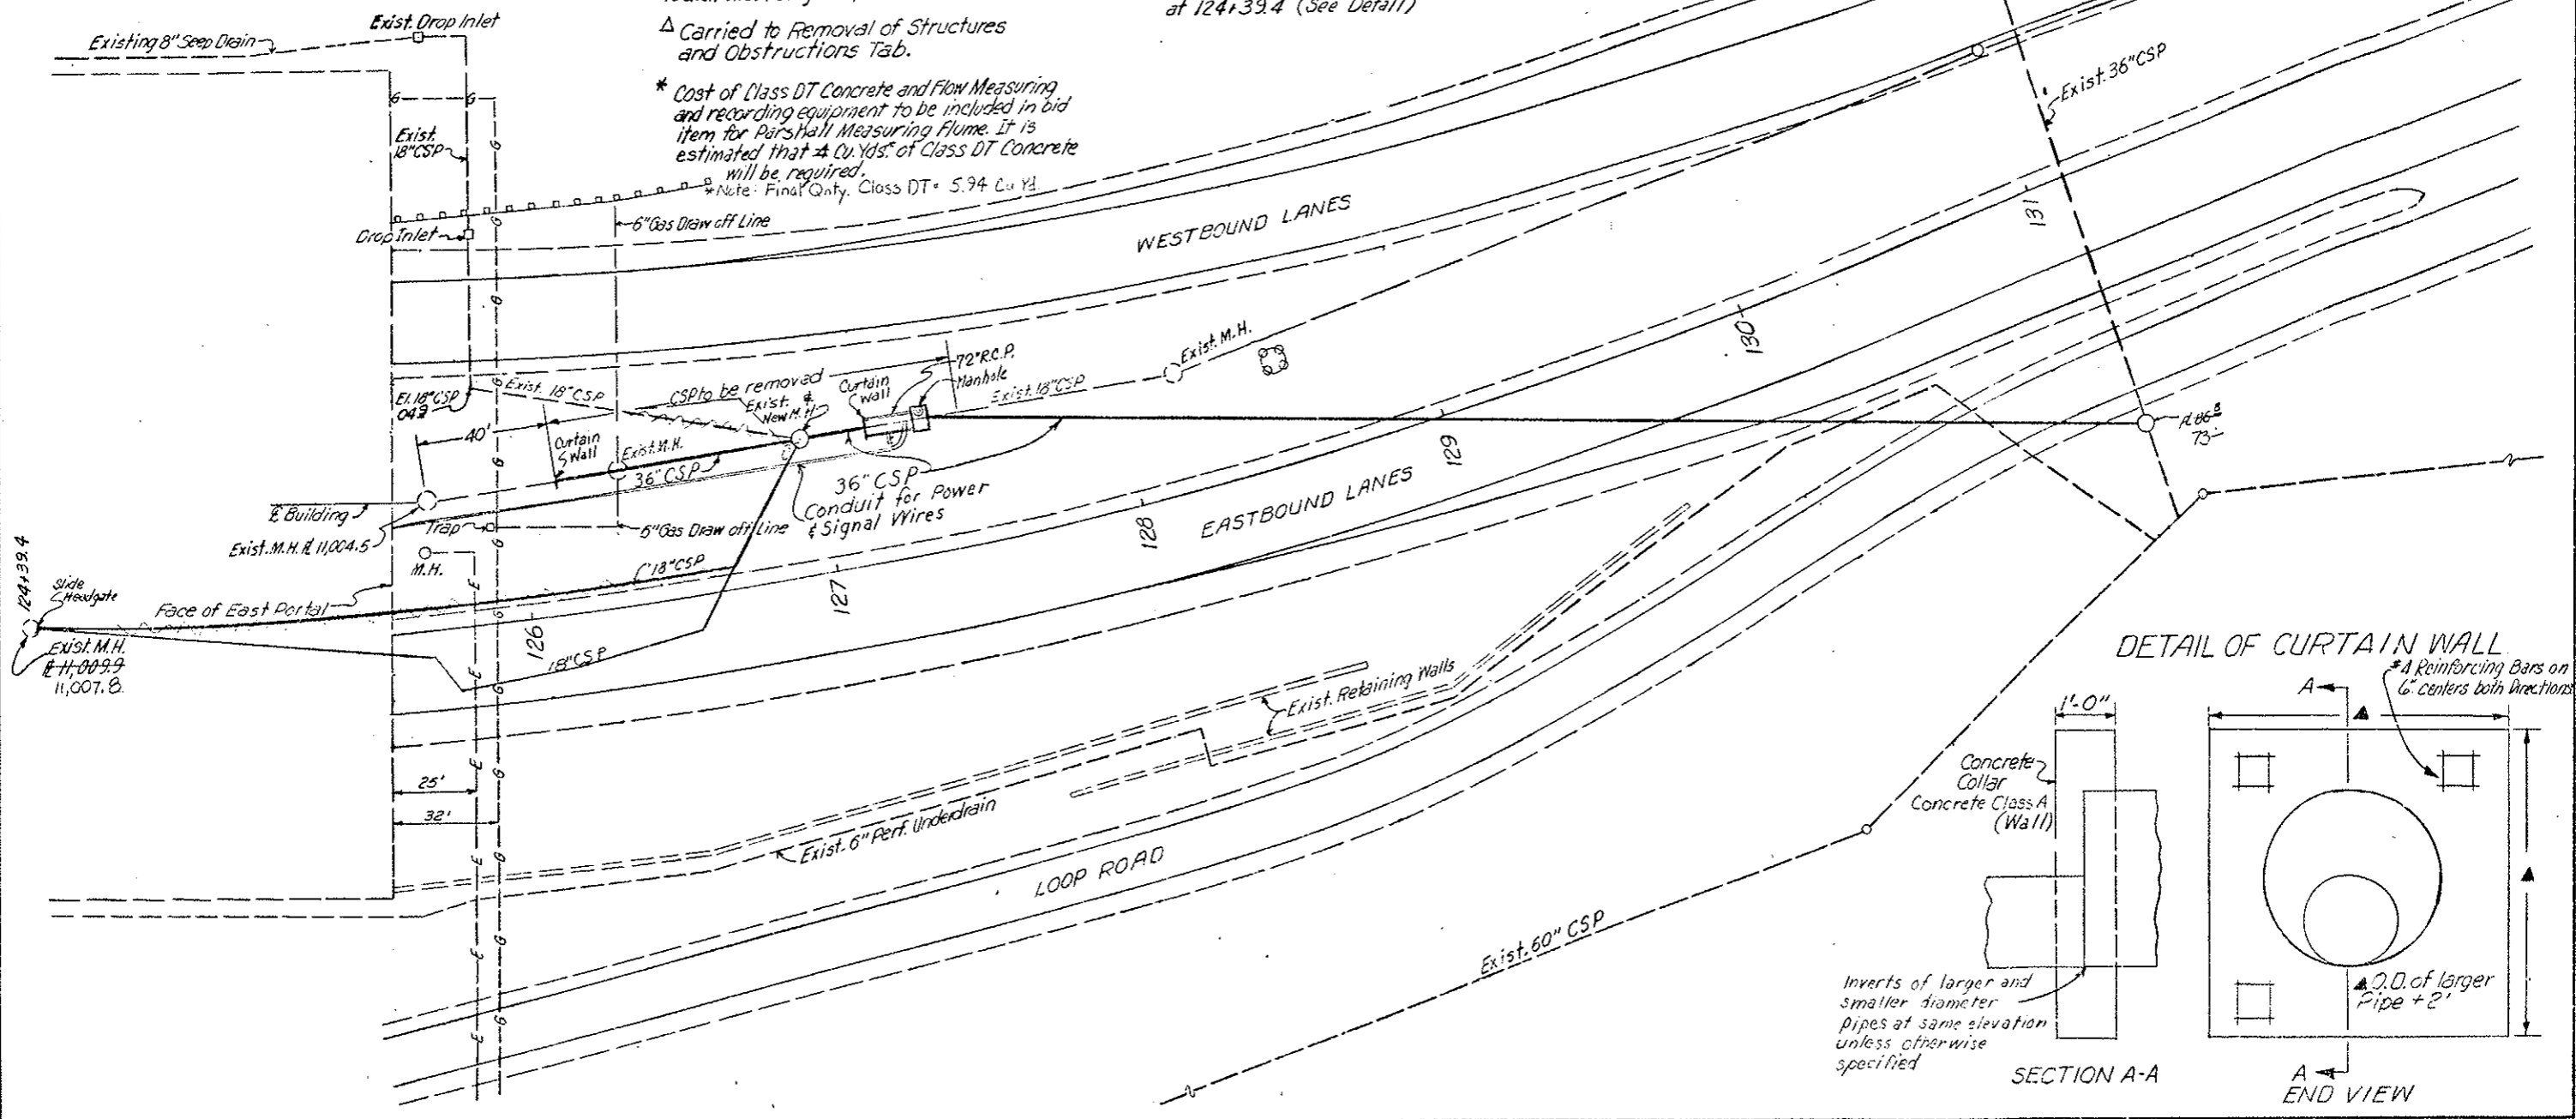 at 124+39.4 (See Detail)
Δ Carried to Removal of Structures
and Obstructions Tab.
* Cost of Class DT Concrete and Flow Measuring
and recording equipment to be included in bid
item for Parshall Measuring Flume. It is
estimated that 4 Cu. Yds. of Class DT Concrete
will be required.
*Note: Final Qnty. Class DT = 5.94 Cu Yd.
Existing 8" Seep Drain
Exist. Drop Inlet
Exist.
18" CSP
Drop Inlet
6" Gas Draw off Line
WESTBOUND LANES
Exist. 36" CSP
131
130
129
128
127
126
Exist. M.H.
72" R.C.P.
Manhole
Exist. 18" CSP
Curtain
Wall
CSP to be removed
Exist. &
New M.H.
Exist. 18" CSP
El. 18" CSP
40'
Curtain
Wall
Exist. M.H.
36" CSP
36" CSP
Conduit for Power
& Signal Wires
℄ Building
Trap
6" Gas Draw off Line
Exist. M.H. ℄ 11,004.5
M.H.
18" CSP
EASTBOUND LANES
124+39.4
Slide
Headgate
Face of East Portal
Exist. M.H.
11,009.9
11,007.8
18" CSP
G
E
25'
32'
Exist. Retaining Walls
Exist. 6" Perf. Underdrain
LOOP ROAD
Exist. 60" CSP
DETAIL OF CURTAIN WALL
#4 Reinforcing Bars on
6" centers both Directions
A
1'-0"
▲
Concrete
Collar
Concrete Class A
(Wall)
▲
▲ O.D. of larger
Pipe + 2'
Inverts of larger and
smaller diameter
pipes at same elevation
unless otherwise
specified
SECTION A-A
A
END VIEW